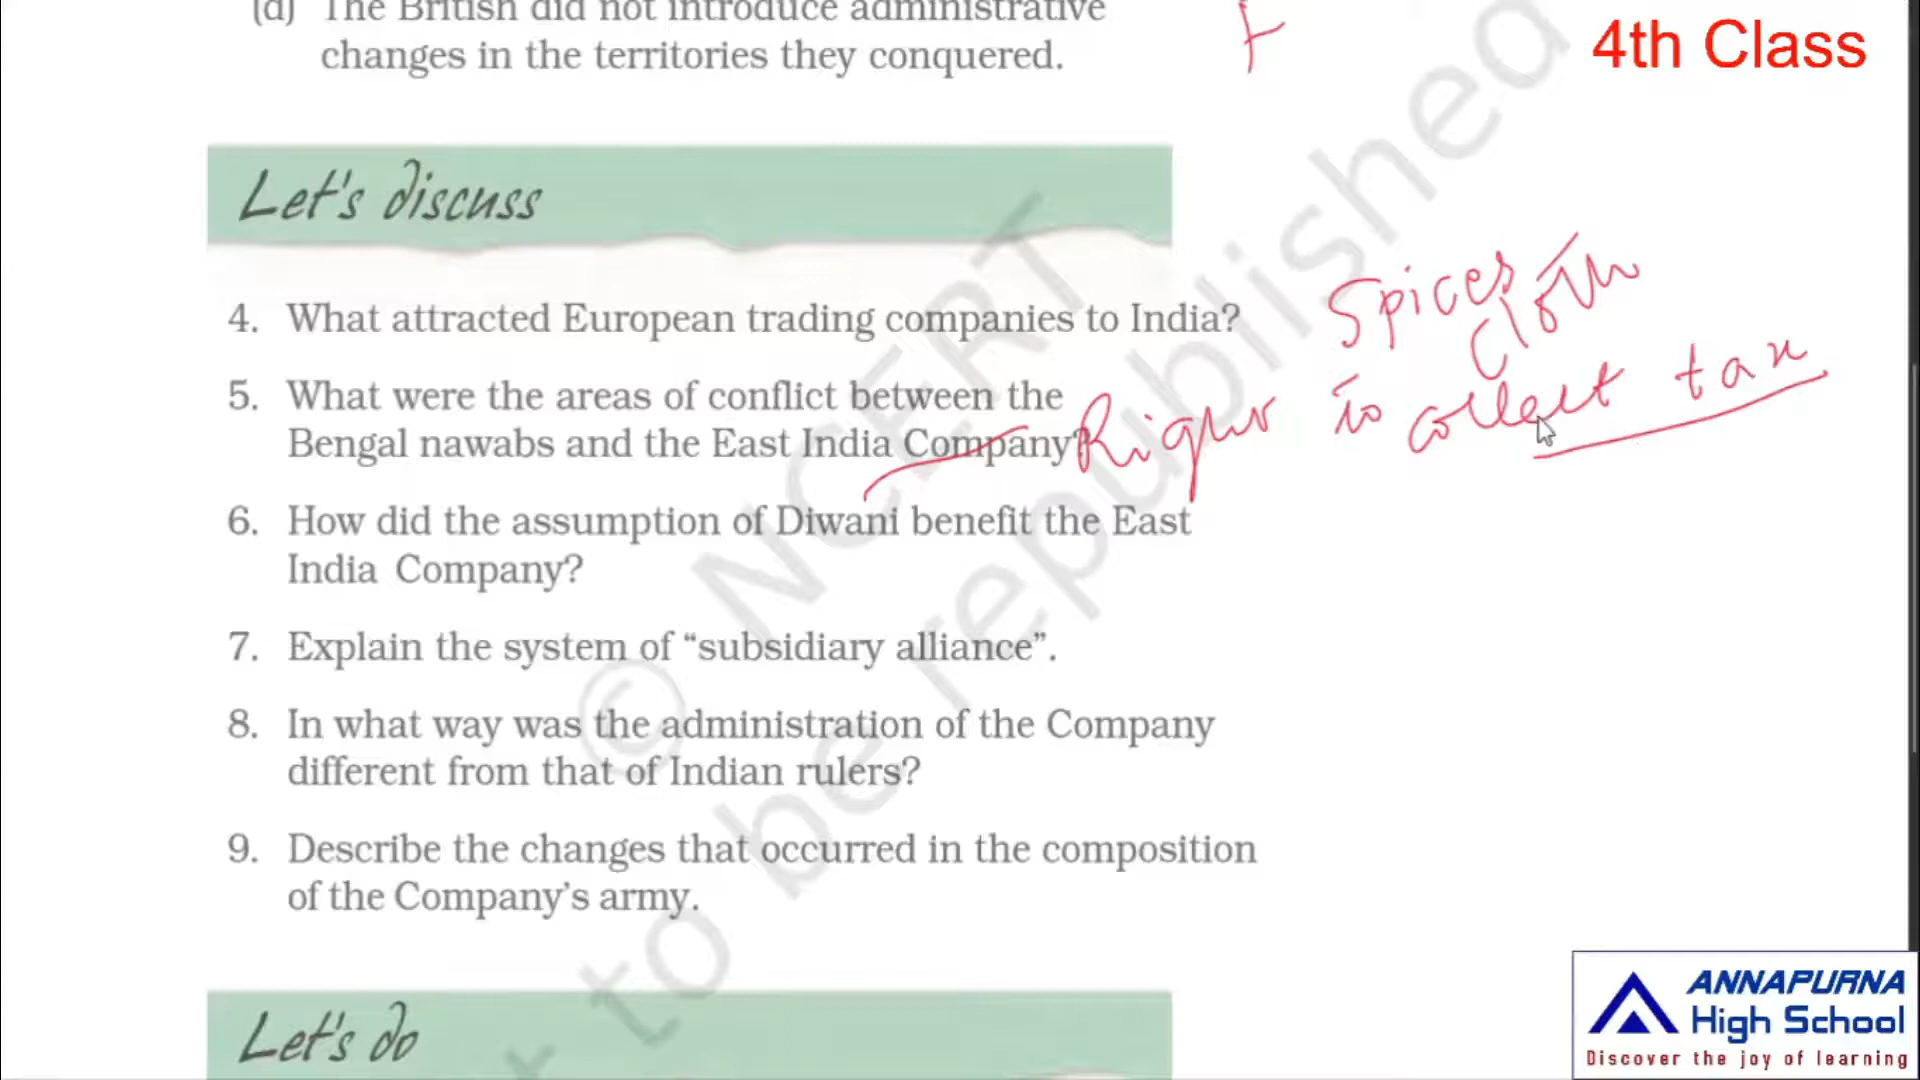 (d) The British did not introduce administrative
changes in the territories they conquered.
F
4th Class
Let's discuss
4. What attracted European trading companies to India?
Spices
Cloth
5. What were the areas of conflict between the
Bengal nawabs and the East India Company?
Right to collect tax
6. How did the assumption of Diwani benefit the East
India Company?
7. Explain the system of “subsidiary alliance”.
8. In what way was the administration of the Company
different from that of Indian rulers?
9. Describe the changes that occurred in the composition
of the Company’s army.
Let's do
© NCERT
not to be republished
ANNAPURNA
High School
Discover the joy of learning